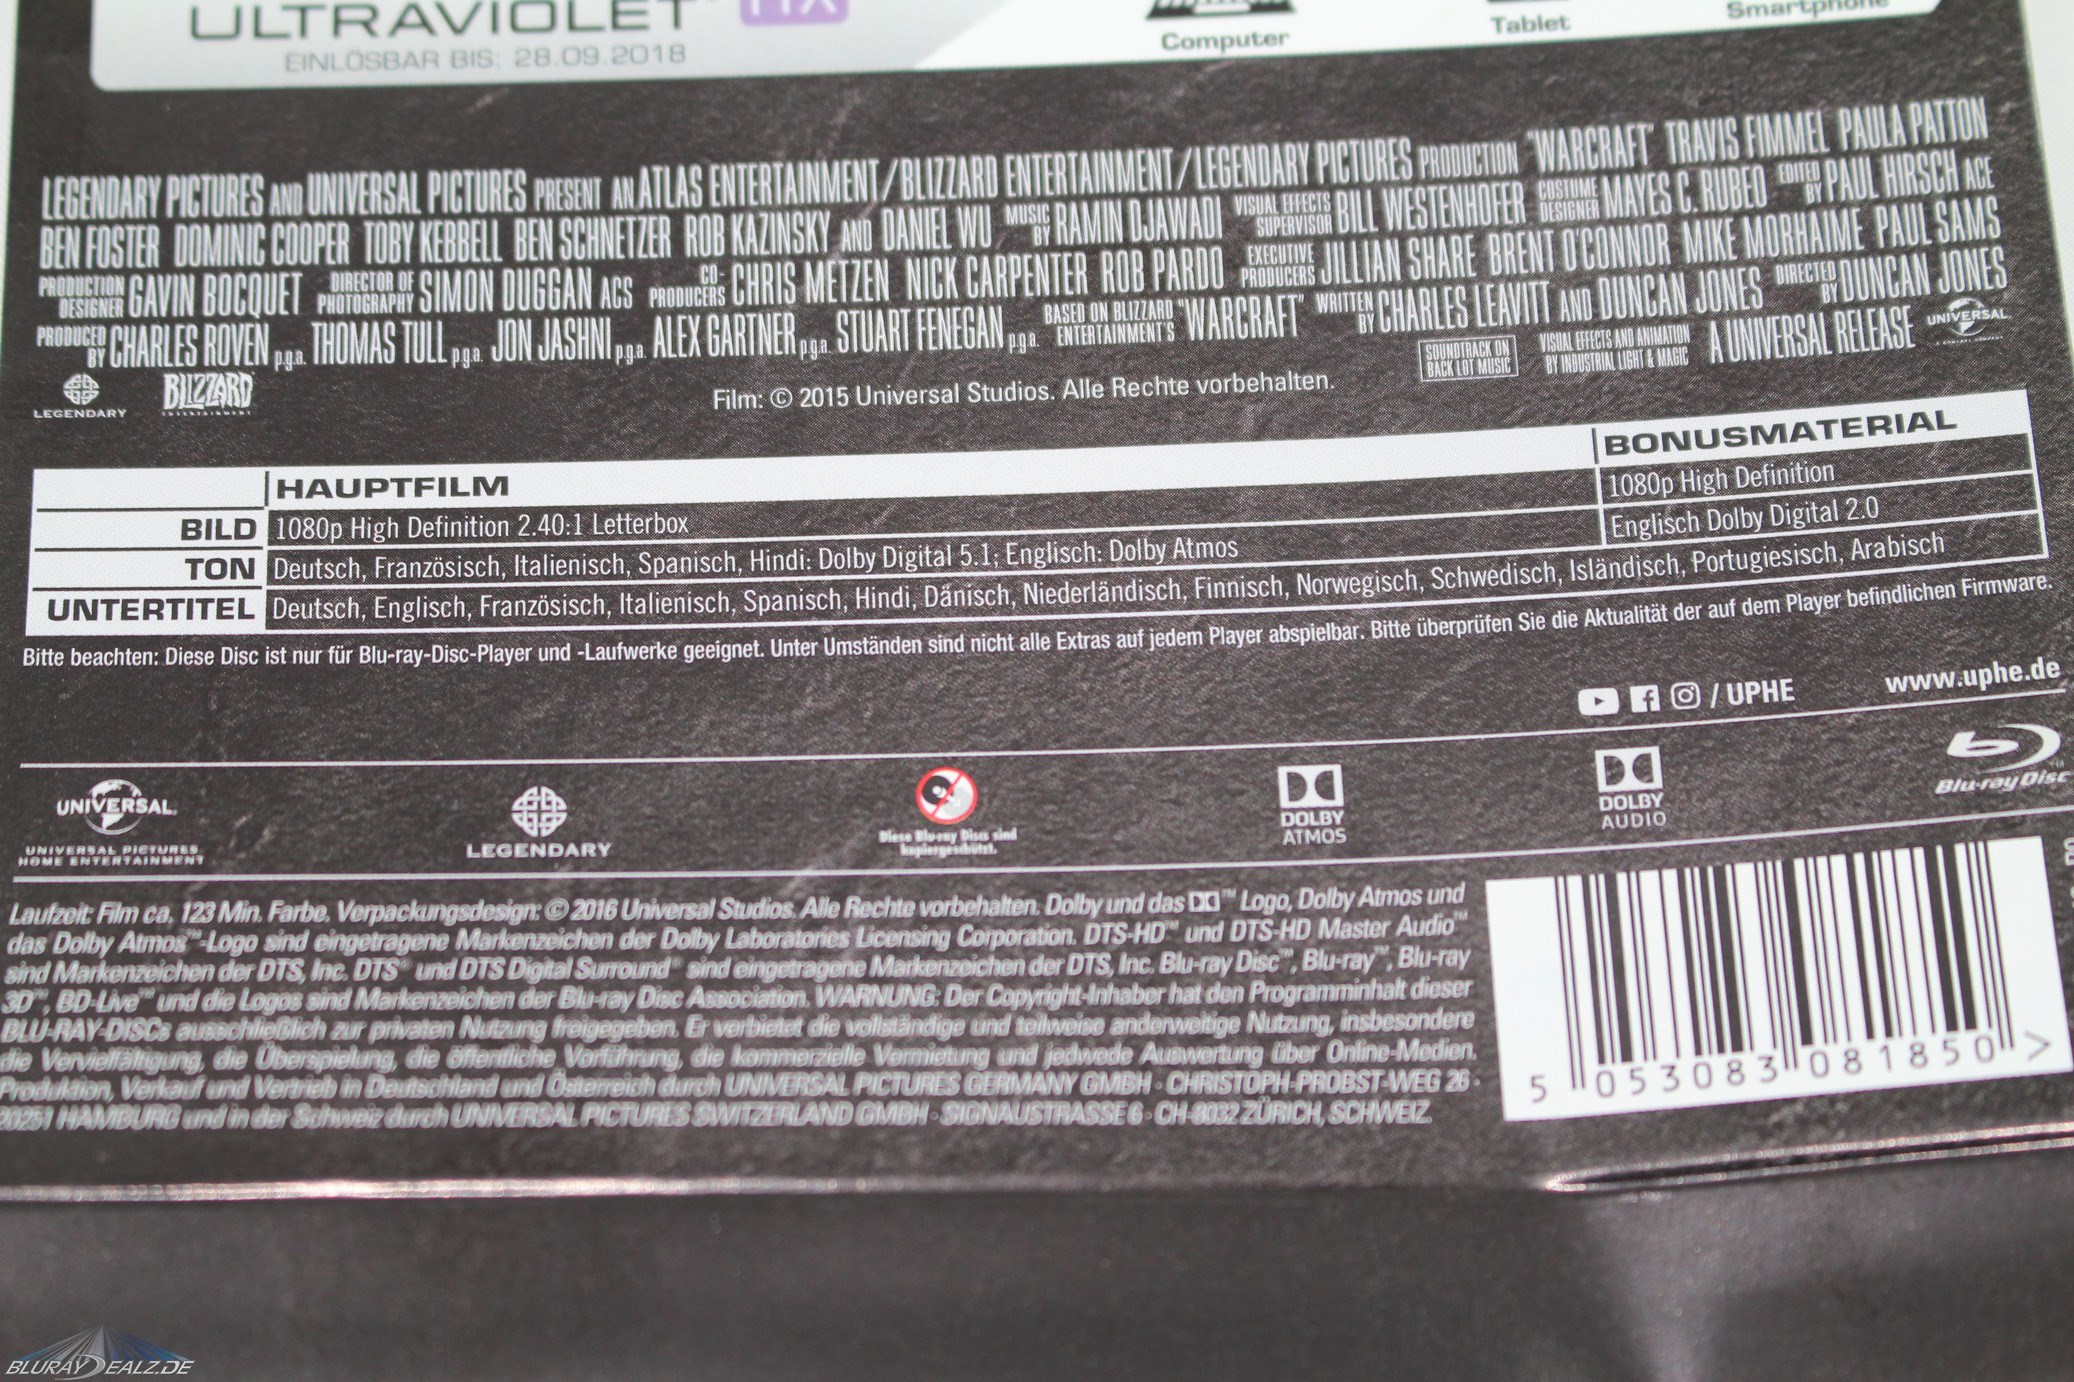 ULTRAVIOLET
EINLÖSBAR BIS: 28.09.2018
Computer
Tablet
Smartphone
LEGENDARY PICTURES AND UNIVERSAL PICTURES PRESENT AN ATLAS ENTERTAINMENT/BLIZZARD ENTERTAINMENT/LEGENDARY PICTURES PRODUCTION "WARCRAFT" TRAVIS FIMMEL PAULA PATTON
BEN FOSTER DOMINIC COOPER TOBY KEBBELL BEN SCHNETZER ROB KAZINSKY AND DANIEL WU MUSIC BY RAMIN DJAWADI VISUAL EFFECTS SUPERVISOR BILL WESTENHOFER COSTUME DESIGNER MAYES C. RUBEO EDITED BY PAUL HIRSCH ACE
PRODUCTION DESIGNER GAVIN BOCQUET DIRECTOR OF PHOTOGRAPHY SIMON DUGGAN ACS CO-PRODUCERS CHRIS METZEN NICK CARPENTER ROB PARDO EXECUTIVE PRODUCERS JILLIAN SHARE BRENT O'CONNOR MIKE MORHAIME PAUL SAMS
PRODUCED BY CHARLES ROVEN p.g.a. THOMAS TULL p.g.a. JON JASHNI p.g.a. ALEX GARTNER p.g.a. STUART FENEGAN p.g.a. BASED ON BLIZZARD ENTERTAINMENT'S "WARCRAFT" WRITTEN BY CHARLES LEAVITT AND DUNCAN JONES DIRECTED BY DUNCAN JONES
LEGENDARY
BLIZZARD ENTERTAINMENT
Film: © 2015 Universal Studios. Alle Rechte vorbehalten.
SOUNDTRACK ON BACK LOT MUSIC
VISUAL EFFECTS AND ANIMATION BY INDUSTRIAL LIGHT & MAGIC
A UNIVERSAL RELEASE
UNIVERSAL
HAUPTFILM
BONUSMATERIAL
BILD 1080p High Definition 2.40:1 Letterbox
1080p High Definition
TON Deutsch, Französisch, Italienisch, Spanisch, Hindi: Dolby Digital 5.1; Englisch: Dolby Atmos
Englisch Dolby Digital 2.0
UNTERTITEL Deutsch, Englisch, Französisch, Italienisch, Spanisch, Hindi, Dänisch, Niederländisch, Finnisch, Norwegisch, Schwedisch, Isländisch, Portugiesisch, Arabisch
Bitte beachten: Diese Disc ist nur für Blu-ray-Disc-Player und -Laufwerke geeignet. Unter Umständen sind nicht alle Extras auf jedem Player abspielbar. Bitte überprüfen Sie die Aktualität der auf dem Player befindlichen Firmware.
/ UPHE
www.uphe.de
UNIVERSAL
UNIVERSAL PICTURES
HOME ENTERTAINMENT
LEGENDARY
Diese Blu-ray Discs sind
kopiergeschützt.
DOLBY
ATMOS
DOLBY
AUDIO
Blu-ray Disc
Laufzeit: Film ca. 123 Min. Farbe. Verpackungsdesign: © 2016 Universal Studios. Alle Rechte vorbehalten. Dolby und das ™ Logo, Dolby Atmos und
das Dolby Atmos™-Logo sind eingetragene Markenzeichen der Dolby Laboratories Licensing Corporation. DTS-HD™ und DTS-HD Master Audio™
sind Markenzeichen der DTS, Inc. DTS® und DTS Digital Surround® sind eingetragene Markenzeichen der DTS, Inc. Blu-ray Disc™, Blu-ray™, Blu-ray
3D™, BD-Live™ und die Logos sind Markenzeichen der Blu-ray Disc Association. WARNUNG: Der Copyright-Inhaber hat den Programminhalt dieser
BLU-RAY-DISCs ausschließlich zur privaten Nutzung freigegeben. Er verbietet die vollständige und teilweise anderweitige Nutzung, insbesondere
die Vervielfältigung, die Überspielung, die öffentliche Vorführung, die kommerzielle Vermietung und jedwede Auswertung über Online-Medien.
Produktion, Verkauf und Vertrieb in Deutschland und Österreich durch UNIVERSAL PICTURES GERMANY GMBH · CHRISTOPH-PROBST-WEG 26 ·
20251 HAMBURG und in der Schweiz durch UNIVERSAL PICTURES SWITZERLAND GMBH · SIGNAUSTRASSE 6 · CH-8032 ZÜRICH, SCHWEIZ.
5 053083 081850 >
BLURAYDEALZ.DE